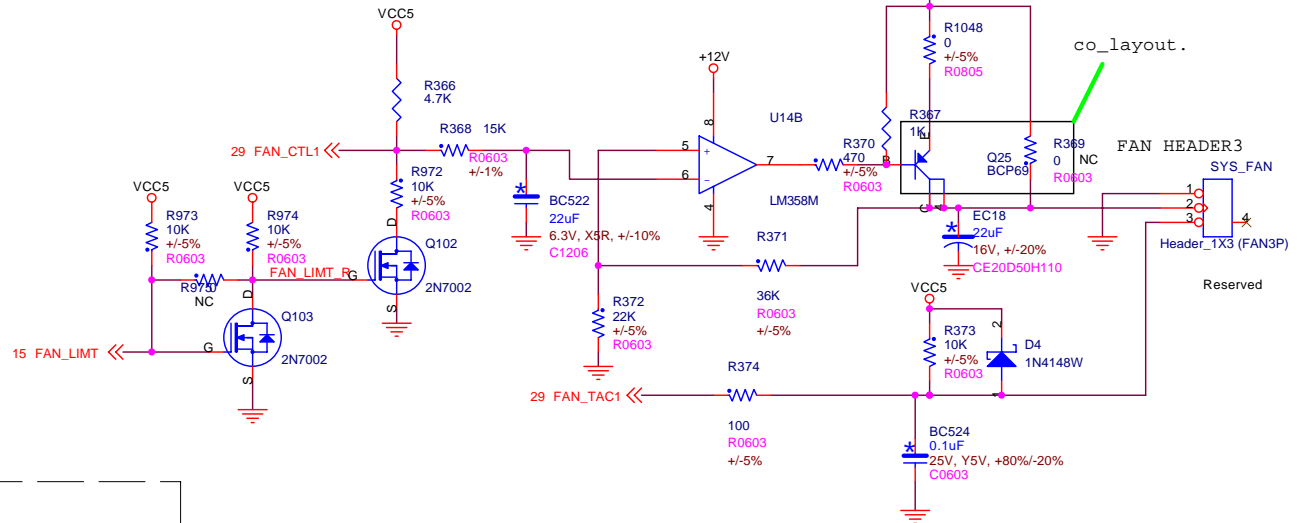 VCC5
R366
4.7K
29 FAN_CTL1
R368 15K
R0603
+/-1%
R972
10K
+/-5%
R0603
VCC5
R973
10K
+/-5%
R0603
VCC5
R974
10K
+/-5%
R0603
FAN_LIMT_R
NC
D
G
S
Q102
2N7002
15 FAN_LIMT
D
G
S
Q103
2N7002
BC522
22uF
6.3V, X5R, +/-10%
C1206
+12V
8
U14B
5
+
6
−
7
4
LM358M
R370
470
+/-5%
R0603
R367
1K
R1048
0
+/-5%
R0805
co_layout.
E
B
C
4
Q25
BCP69
R369
0
R0603
NC
FAN HEADER3
SYS_FAN
1
2
3
4
Header_1X3 (FAN3P)
Reserved
EC18
22uF
16V, +/-20%
CE20D50H110
R371
36K
R0603
+/-5%
R372
22K
+/-5%
R0603
VCC5
R373
10K
+/-5%
R0603
2
D4
1N4148W
1
29 FAN_TAC1
R374
100
R0603
+/-5%
BC524
0.1uF
25V, Y5V, +80%/-20%
C0603